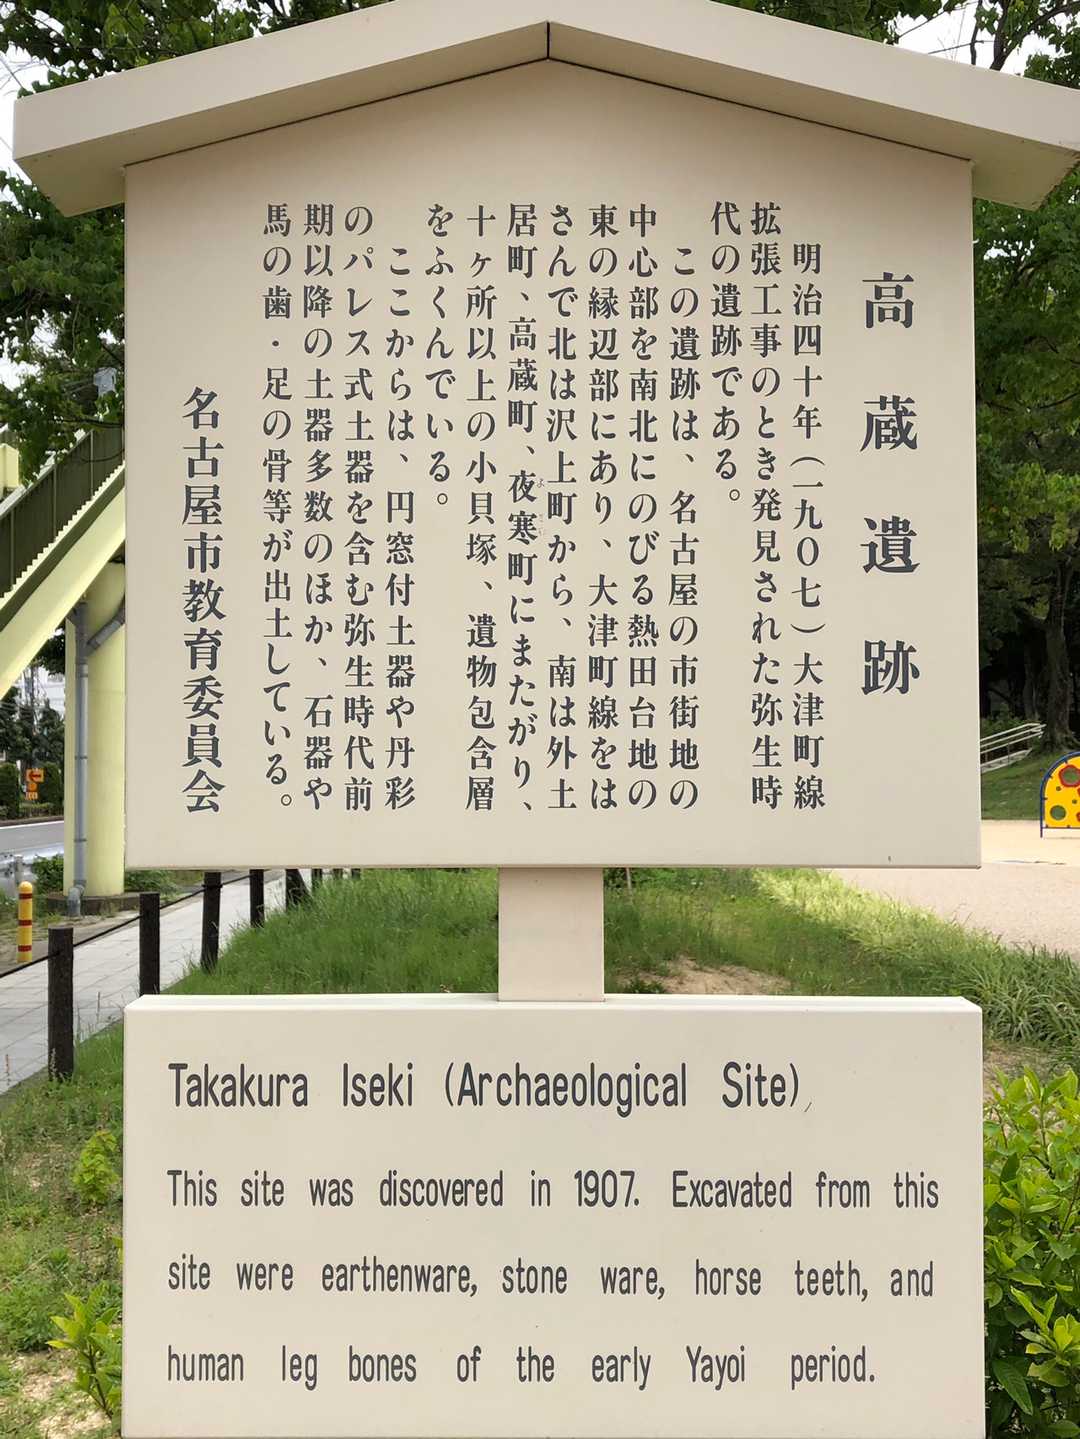 高蔵遺跡
明治四十年（一九０七）大津町線
拡張工事のとき発見された弥生時
代の遺跡である。
この遺跡は、名古屋の市街地の
中心部を南北にのびる熱田台地の
東の縁辺部にあり、大津町線をは
さんで北は沢上町から、南は外土
居町、高蔵町、夜寒町にまたがり、
十ヶ所以上の小貝塚、遺物包含層
をふくんでいる。
ここからは、円窓付土器や丹彩
のパレス式土器を含む弥生時代前
期以降の土器多数のほか、石器や
馬の歯・足の骨等が出土している。
名古屋市教育委員会
Takakura Iseki (Archaeological Site)
This site was discovered in 1907. Excavated from this
site were earthenware, stone ware, horse teeth, and
human leg bones of the early Yayoi period.